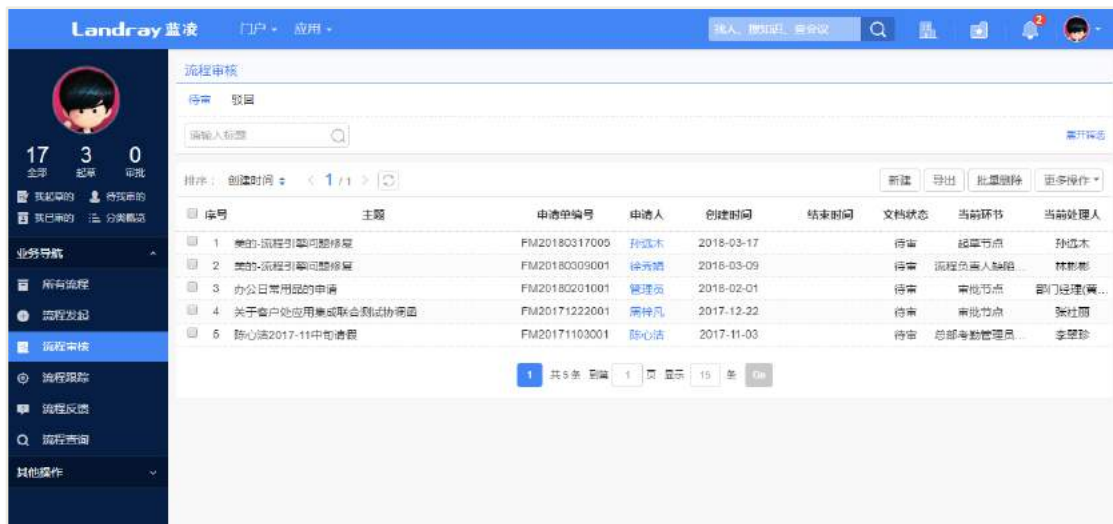 Landray 蓝凌 门户 应用 找人、搜知识、查会议 2
流程审核
待审 驳回
请输入标题 展开筛选
17 3 0
全部 起草 审批
我起草的 待我审的
我已审的 分类概览
业务导航
所有流程
流程发起
流程审核
流程跟踪
流程反馈
流程查询
其他操作
排序: 创建时间 1 / 1 新建 导出 批量删除 更多操作
序号 主题 申请单编号 申请人 创建时间 结束时间 文档状态 当前环节 当前处理人
1 美的-流程引擎问题修复 FM20180317005 孙远木 2018-03-17 待审 起草节点 孙远木
2 美的-流程引擎问题修复 FM20180309001 徐秀娟 2018-03-09 待审 流程负责人缺陷... 林彬彬
3 办公日常用品的申请 FM20180201001 管理员 2018-02-01 待审 审批节点 部门经理(黄...
4 关于客户处应用集成联合测试协调函 FM20171222001 2017-12-22 待审 审批节点 张社丽
5 陈心洁2017-11中旬请假 FM20171103001 陈心洁 2017-11-03 待审 总部考勤管理员... 李翠珍
1 共5条 到第 1 页 显示 15 条 Go